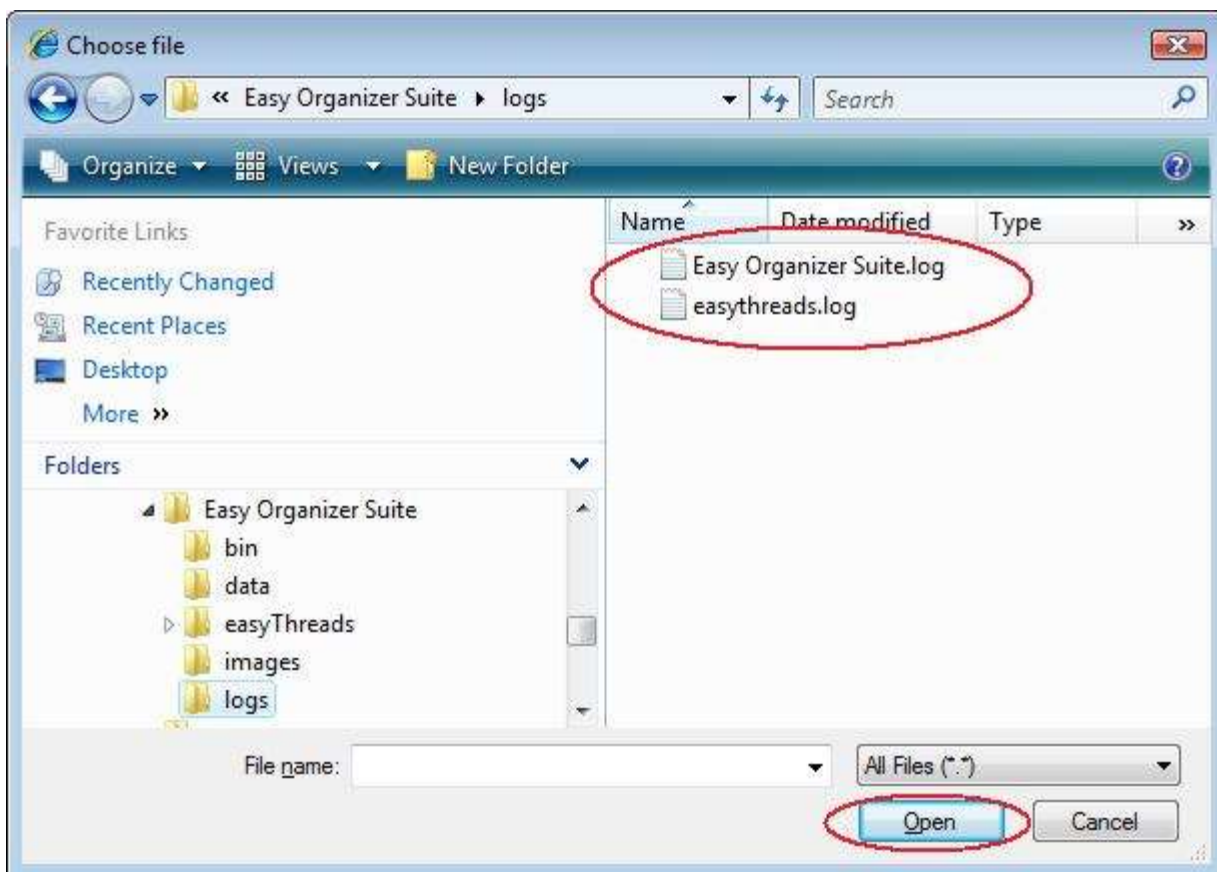 Choose file
« Easy Organizer Suite ▸ logs
Search
Organize
Views
New Folder
Favorite Links
Recently Changed
Recent Places
Desktop
More »
Folders
Easy Organizer Suite
bin
data
easyThreads
images
logs
Name Date modified Type »
Easy Organizer Suite.log
easythreads.log
File name:
All Files (*.*)
Open
Cancel